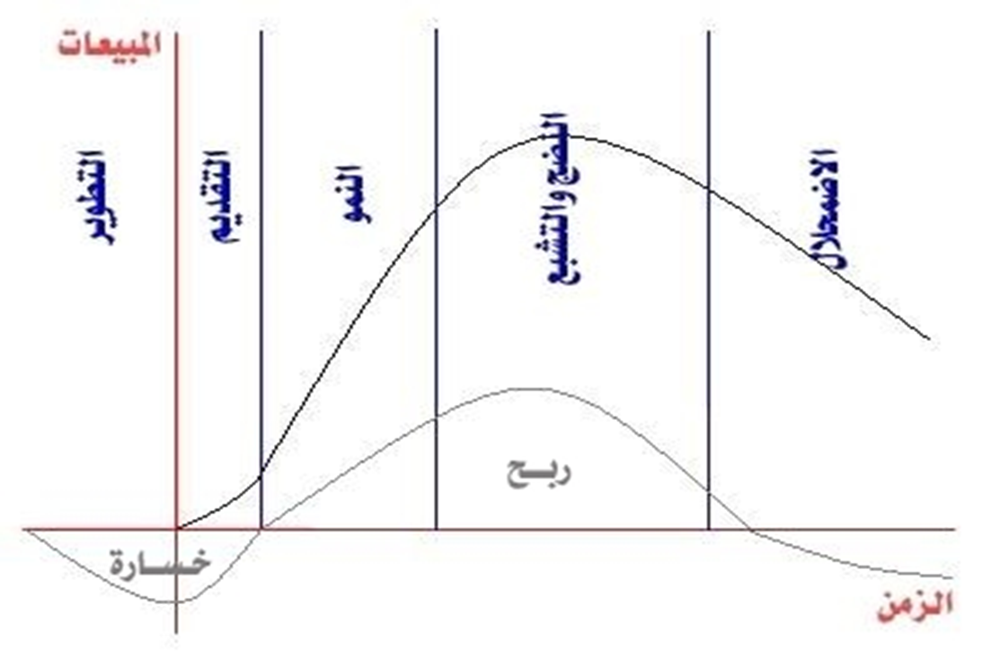 المبيعات
التطوير
التقديم
النمو
النضج والتشبع
الاضمحلال
ربح
خسارة
الزمن